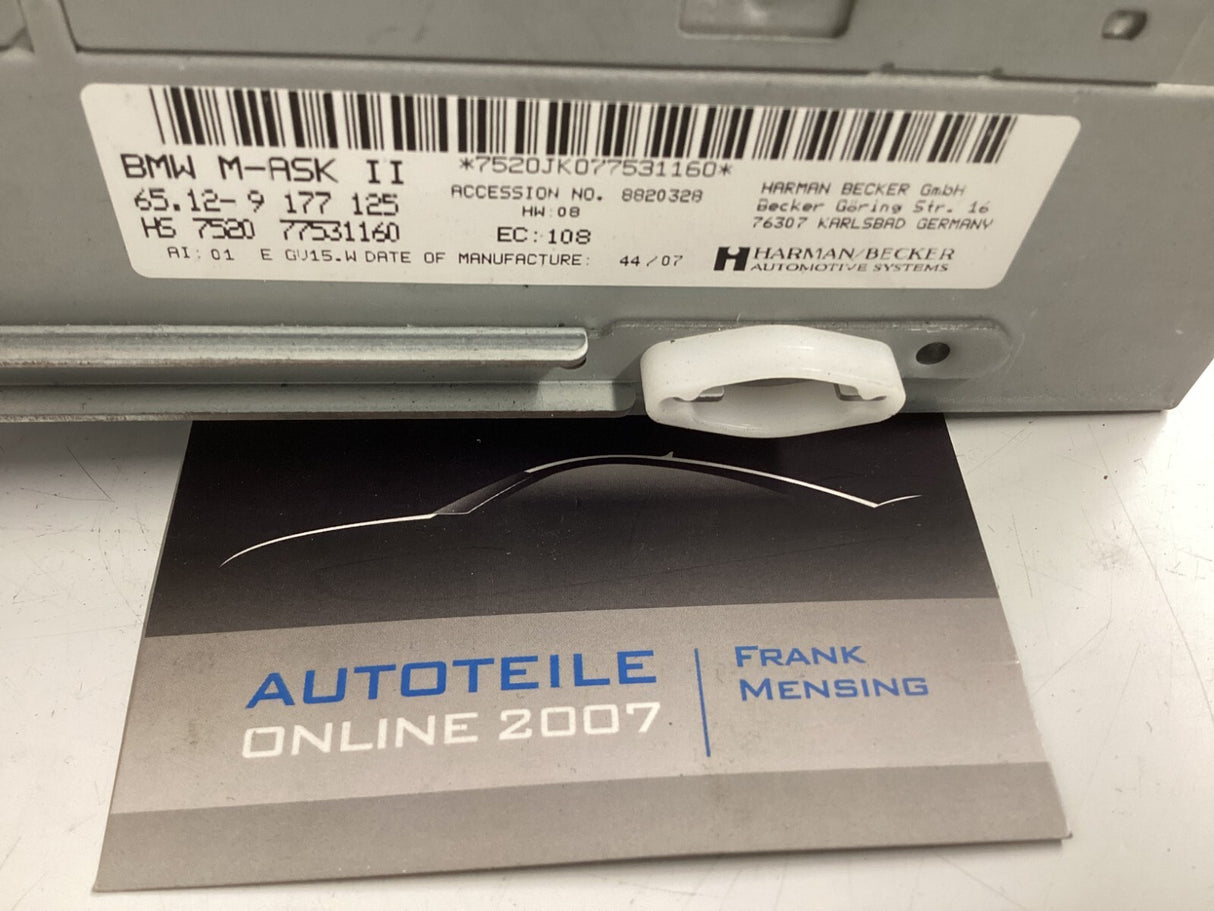 *7520JK077531160*
BMW M-ASK II
65.12-9 177 125
HS 7520 77531160
ACCESSION NO. 8820328
HW:08
EC:108
AI:01 E GU15.W DATE OF MANUFACTURE: 44/07
HARMAN BECKER GmbH
Becker Göring Str. 16
76307 KARLSBAD GERMANY
HARMAN/BECKER
AUTOMOTIVE SYSTEMS
AUTOTEILE
ONLINE 2007
FRANK
MENSING